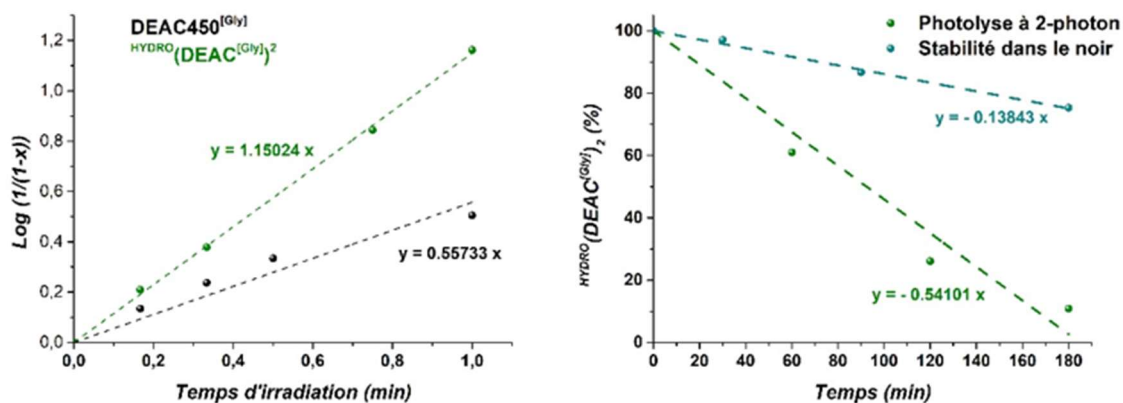 DEAC450[Gly]
HYDRO(DEAC[Gly])2
y = 1.15024 x
y = 0.55733 x
Log (1/(1-x))
1,2
1,0
0,8
0,6
0,4
0,2
0,0
0,0 0,2 0,4 0,6 0,8 1,0
Temps d'irradiation (min)
Photolyse à 2-photon
Stabilité dans le noir
y = - 0.13843 x
y = - 0.54101 x
HYDRO(DEAC[Gly])2 (%)
100
80
60
40
20
0
0 20 40 60 80 100 120 140 160 180
Temps (min)